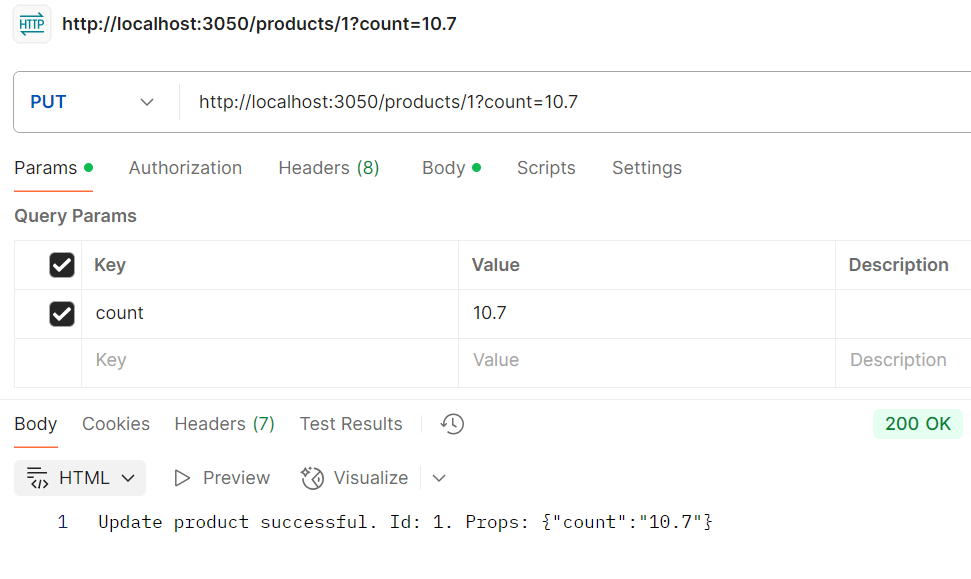 HTTP http://localhost:3050/products/1?count=10.7
PUT http://localhost:3050/products/1?count=10.7
Params Authorization Headers (8) Body Scripts Settings
Query Params
Key Value Description
count 10.7
Key Value Description
Body Cookies Headers (7) Test Results 200 OK
HTML Preview Visualize
1 Update product successful. Id: 1. Props: {"count":"10.7"}